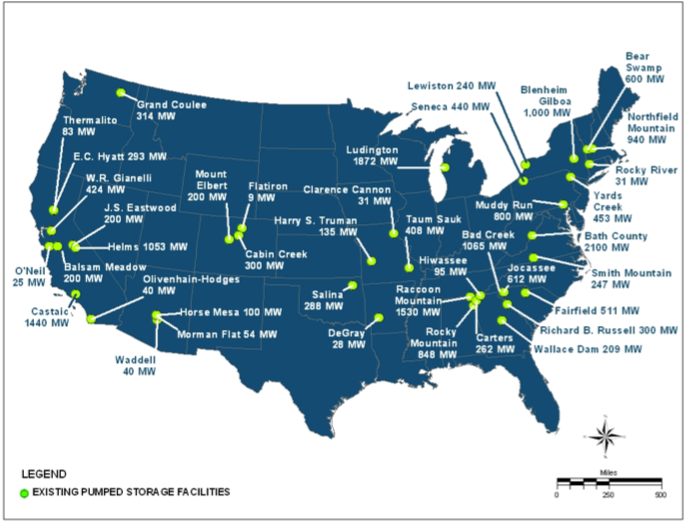 Bear
Swamp
600 MW
Lewiston 240 MW
Blenheim
Gilboa
1,000 MW
Seneca 440 MW
Northfield
Mountain
940 MW
Grand Coulee
314 MW
Thermalito
83 MW
Ludington
1872 MW
E.C. Hyatt 293 MW
Rocky River
31 MW
W.R. Gianelli
424 MW
Mount
Elbert
200 MW
Flatiron
9 MW
Clarence Cannon
31 MW
Yards
Creek
453 MW
Muddy Run
800 MW
J.S. Eastwood
200 MW
Harry S. Truman
135 MW
Taum Sauk
408 MW
Bad Creek
1065 MW
Bath County
2100 MW
Helms 1053 MW
Cabin Creek
300 MW
Hiwassee
95 MW
Jocassee
612 MW
Smith Mountain
247 MW
O'Neil
25 MW
Balsam Meadow
200 MW
Olivenhain-Hodges
40 MW
Salina
288 MW
Raccoon
Mountain
1530 MW
Fairfield 511 MW
Castaic
1440 MW
Horse Mesa 100 MW
Morman Flat 54 MW
DeGray
28 MW
Rocky
Mountain
848 MW
Carters
262 MW
Richard B. Russell 300 MW
Wallace Dam 209 MW
Waddell
40 MW
LEGEND
EXISTING PUMPED STORAGE FACILITIES
Miles
0 250 500